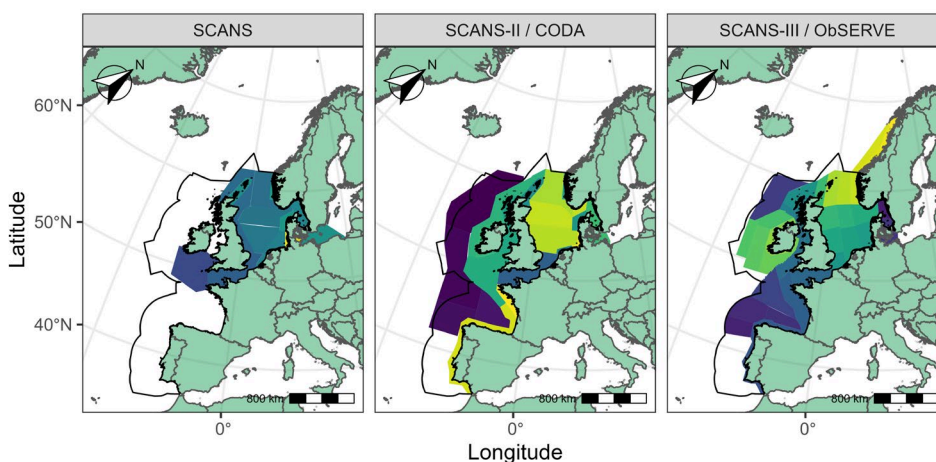 SCANS
SCANS-II / CODA
SCANS-III / ObSERVE
N
N
N
60°N
50°N
40°N
Latitude
800 km
800 km
800 km
0°
0°
0°
Longitude